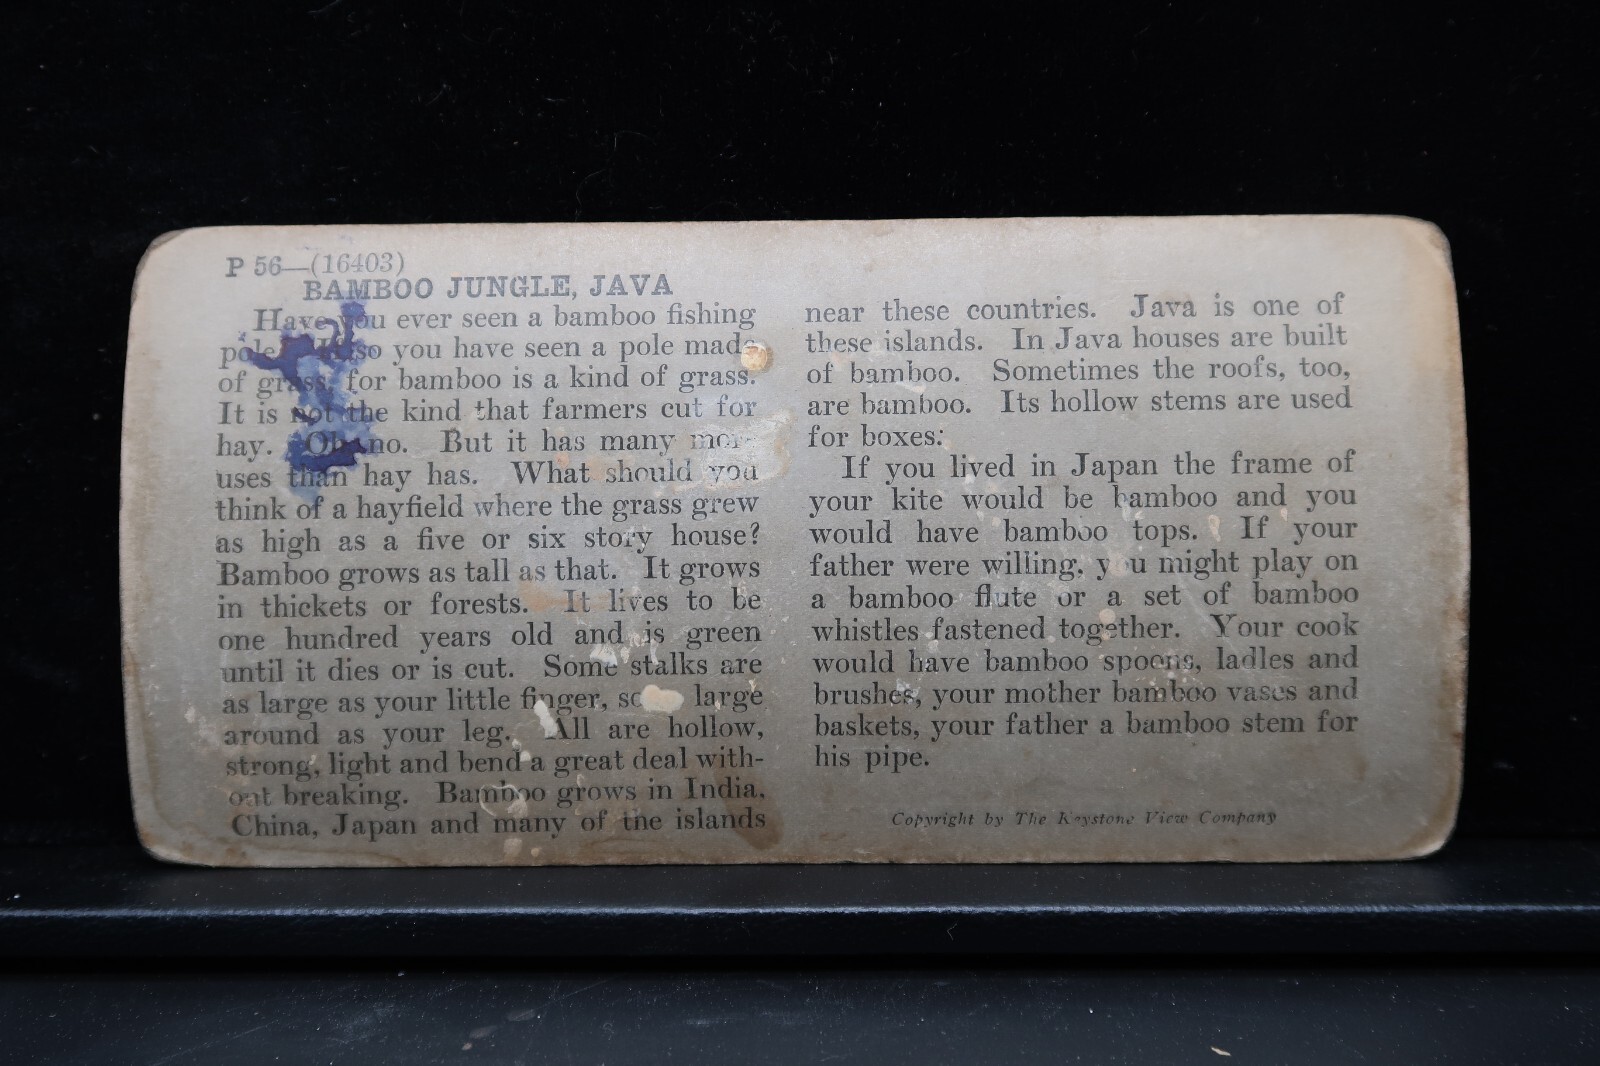 P 56—(16403)
BAMBOO JUNGLE, JAVA
Have you ever seen a bamboo fishing
pole? If so you have seen a pole made
of grass, for bamboo is a kind of grass.
It is not the kind that farmers cut for
hay. Oh no. But it has many more
uses than hay has. What should you
think of a hayfield where the grass grew
as high as a five or six story house?
Bamboo grows as tall as that. It grows
in thickets or forests. It lives to be
one hundred years old and is green
until it dies or is cut. Some stalks are
as large as your little finger, large
around as your leg. All are hollow,
strong, light and bend a great deal with-
out breaking. Bamboo grows in India,
China, Japan and many of the islands
near these countries. Java is one of
these islands. In Java houses are built
of bamboo. Sometimes the roofs, too,
are bamboo. Its hollow stems are used
for boxes.
If you lived in Japan the frame of
your kite would be bamboo and you
would have bamboo tops. If your
father were willing, you might play on
a bamboo flute or a set of bamboo
whistles fastened together. Your cook
would have bamboo spoons, ladles and
brushes, your mother bamboo vases and
baskets, your father a bamboo stem for
his pipe.
Copyright by The Keystone View Company